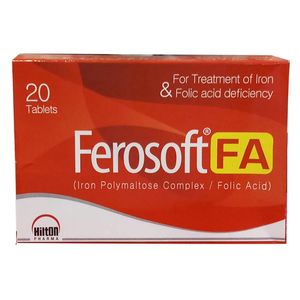 20
Tablets
For Treatment of Iron
& Folic acid deficiency
Ferosoft® FA
(Iron Polymaltose Complex / Folic Acid)
Hilton
PHARMA